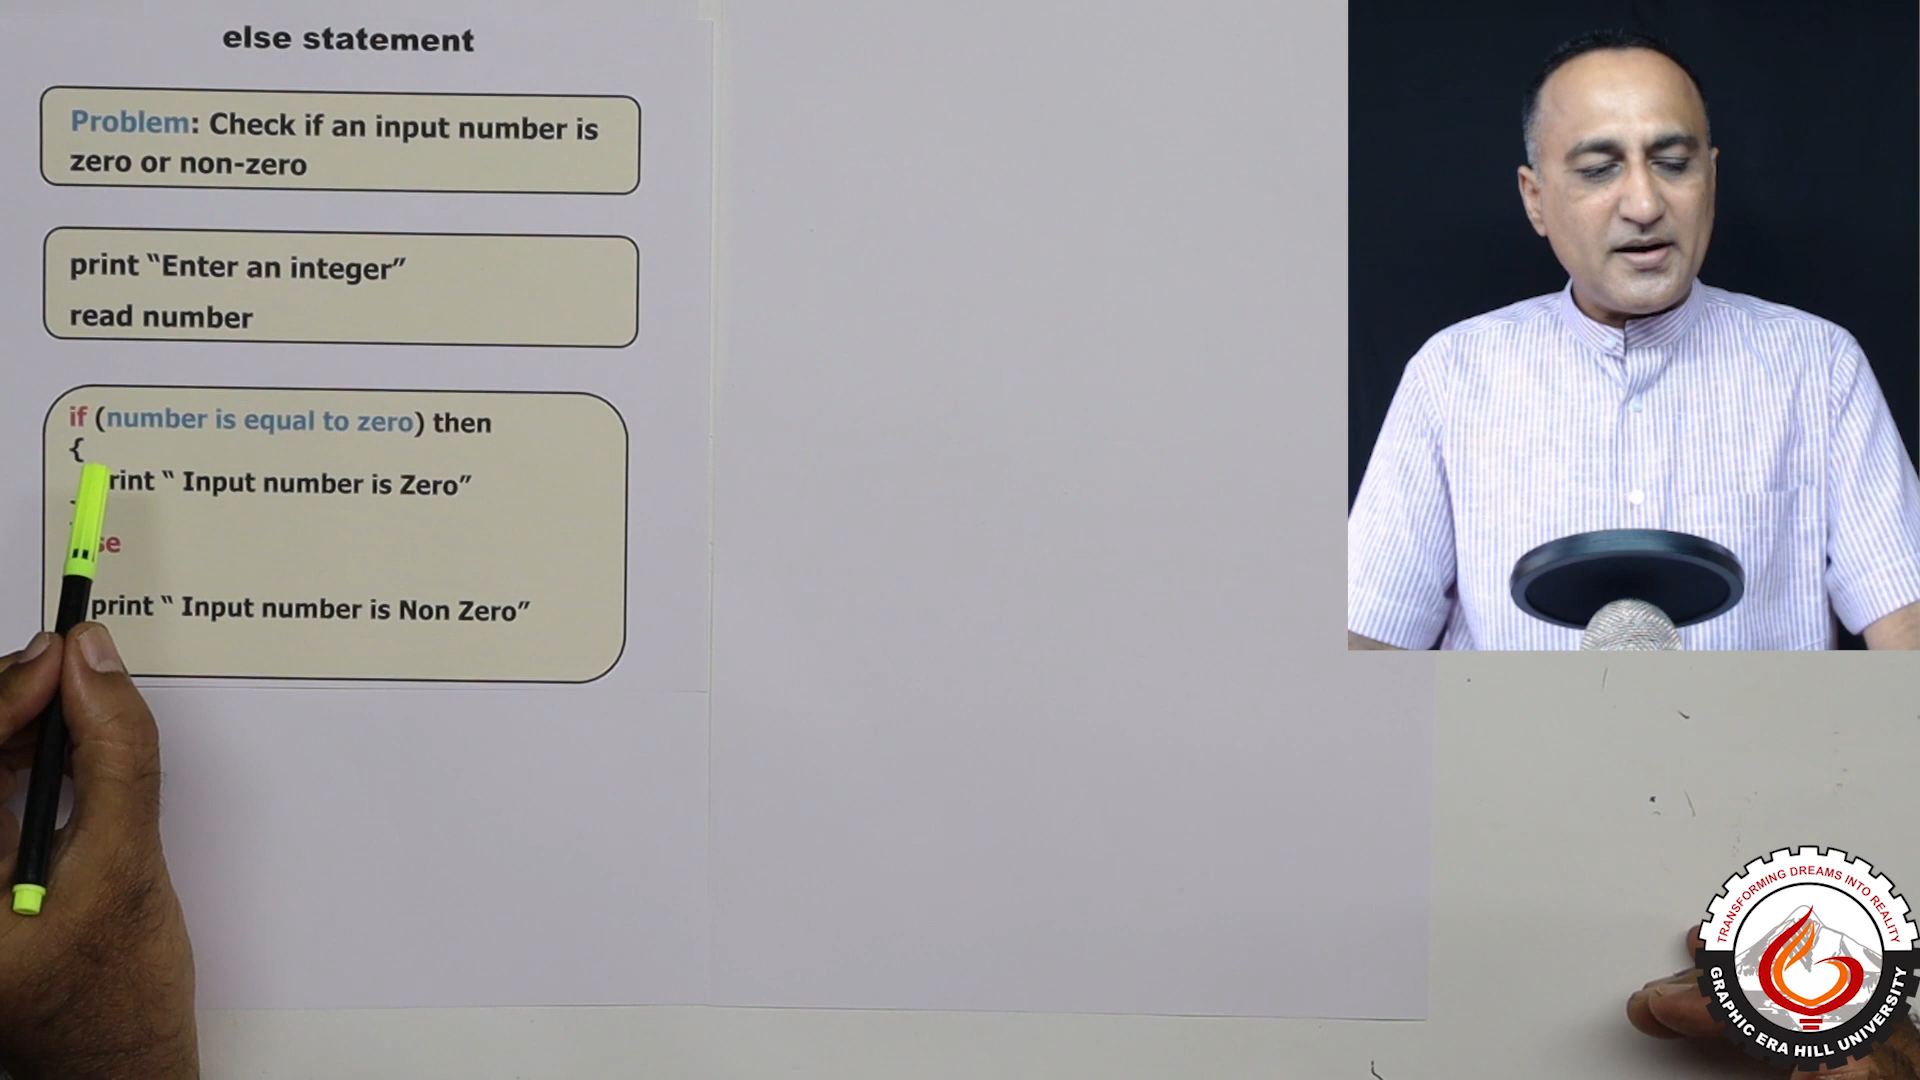 else statement
Problem: Check if an input number is
zero or non-zero
print “Enter an integer”
read number
if (number is equal to zero) then
{
rint “ Input number is Zero”
se
print “ Input number is Non Zero”
TRANSFORMING DREAMS INTO REALITY
GRAPHIC ERA HILL UNIVERSITY